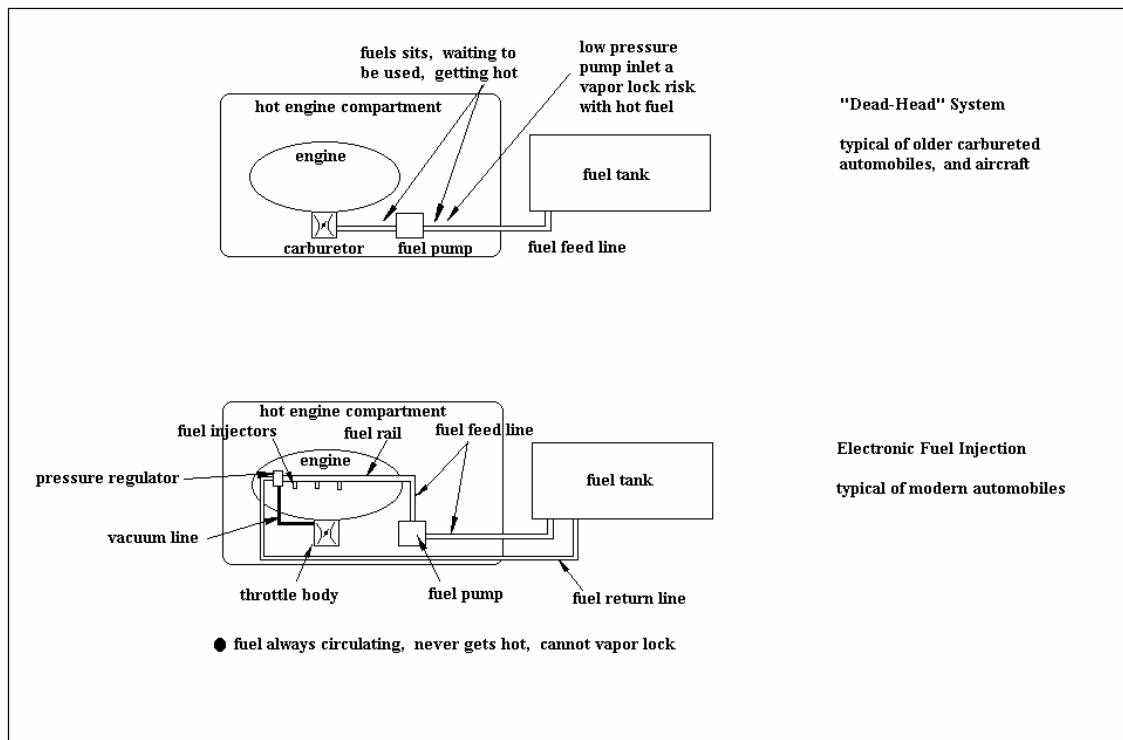 fuels sits, waiting to
be used, getting hot
low pressure
pump inlet a
vapor lock risk
with hot fuel
"Dead-Head" System
typical of older carbureted
automobiles, and aircraft
hot engine compartment
engine
fuel tank
carburetor
fuel pump
fuel feed line
hot engine compartment
fuel injectors
fuel rail
fuel feed line
engine
pressure regulator
fuel tank
Electronic Fuel Injection
typical of modern automobiles
vacuum line
throttle body
fuel pump
fuel return line
● fuel always circulating, never gets hot, cannot vapor lock